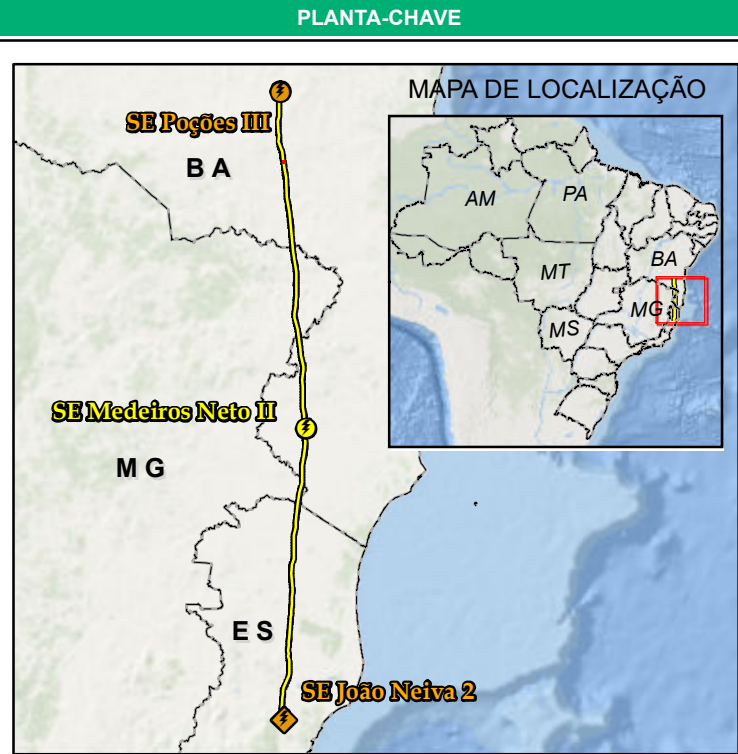 PLANTA-CHAVE
MAPA DE LOCALIZAÇÃO
SE Poções III
B A
AM
PA
BA
MT
MG
MS
SE Medeiros Neto II
M G
E S
SE João Neiva 2